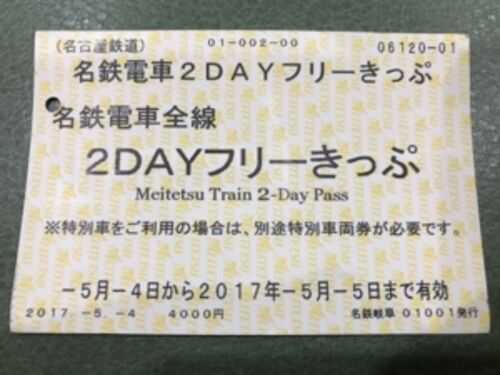 (名古屋鉄道) 01-002-00 06120-01
名鉄電車2DAYフリーきっぷ
名鉄電車全線
2DAYフリーきっぷ
Meitetsu Train 2-Day Pass
※特別車をご利用の場合は、別途特別車両券が必要です。
-5月-4日から2017年-5月-5日まで有効
2017.-5.-4 4000円 名鉄岐阜 01001発行